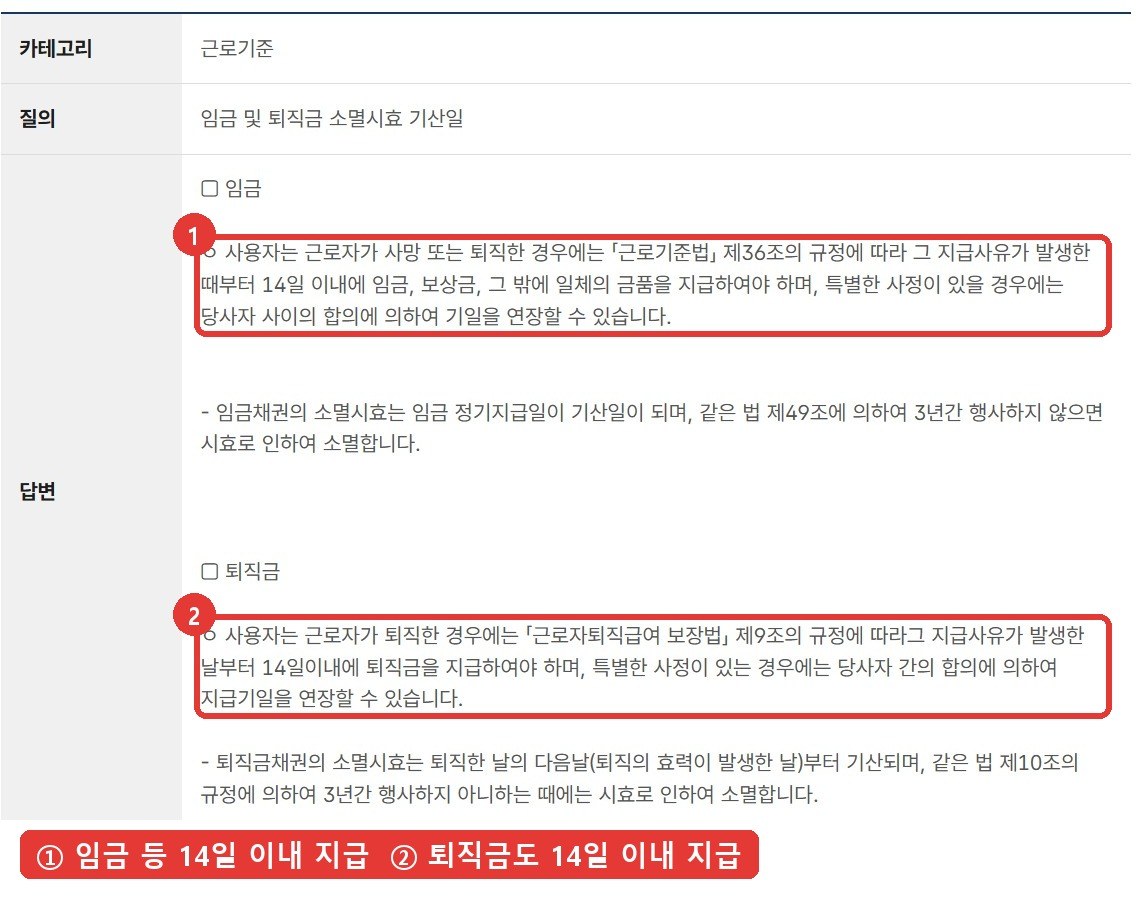 카테고리
근로기준
질의
임금 및 퇴직금 소멸시효 기산일
답변
□ 임금
1
ㅇ 사용자는 근로자가 사망 또는 퇴직한 경우에는 「근로기준법」 제36조의 규정에 따라 그 지급사유가 발생한
때부터 14일 이내에 임금, 보상금, 그 밖에 일체의 금품을 지급하여야 하며, 특별한 사정이 있을 경우에는
당사자 사이의 합의에 의하여 기일을 연장할 수 있습니다.
- 임금채권의 소멸시효는 임금 정기지급일이 기산일이 되며, 같은 법 제49조에 의하여 3년간 행사하지 않으면
시효로 인하여 소멸합니다.
□ 퇴직금
2
ㅇ 사용자는 근로자가 퇴직한 경우에는 「근로자퇴직급여 보장법」 제9조의 규정에 따라그 지급사유가 발생한
날부터 14일이내에 퇴직금을 지급하여야 하며, 특별한 사정이 있는 경우에는 당사자 간의 합의에 의하여
지급기일을 연장할 수 있습니다.
- 퇴직금채권의 소멸시효는 퇴직한 날의 다음날(퇴직의 효력이 발생한 날)부터 기산되며, 같은 법 제10조의
규정에 의하여 3년간 행사하지 아니하는 때에는 시효로 인하여 소멸합니다.
① 임금 등 14일 이내 지급 ② 퇴직금도 14일 이내 지급